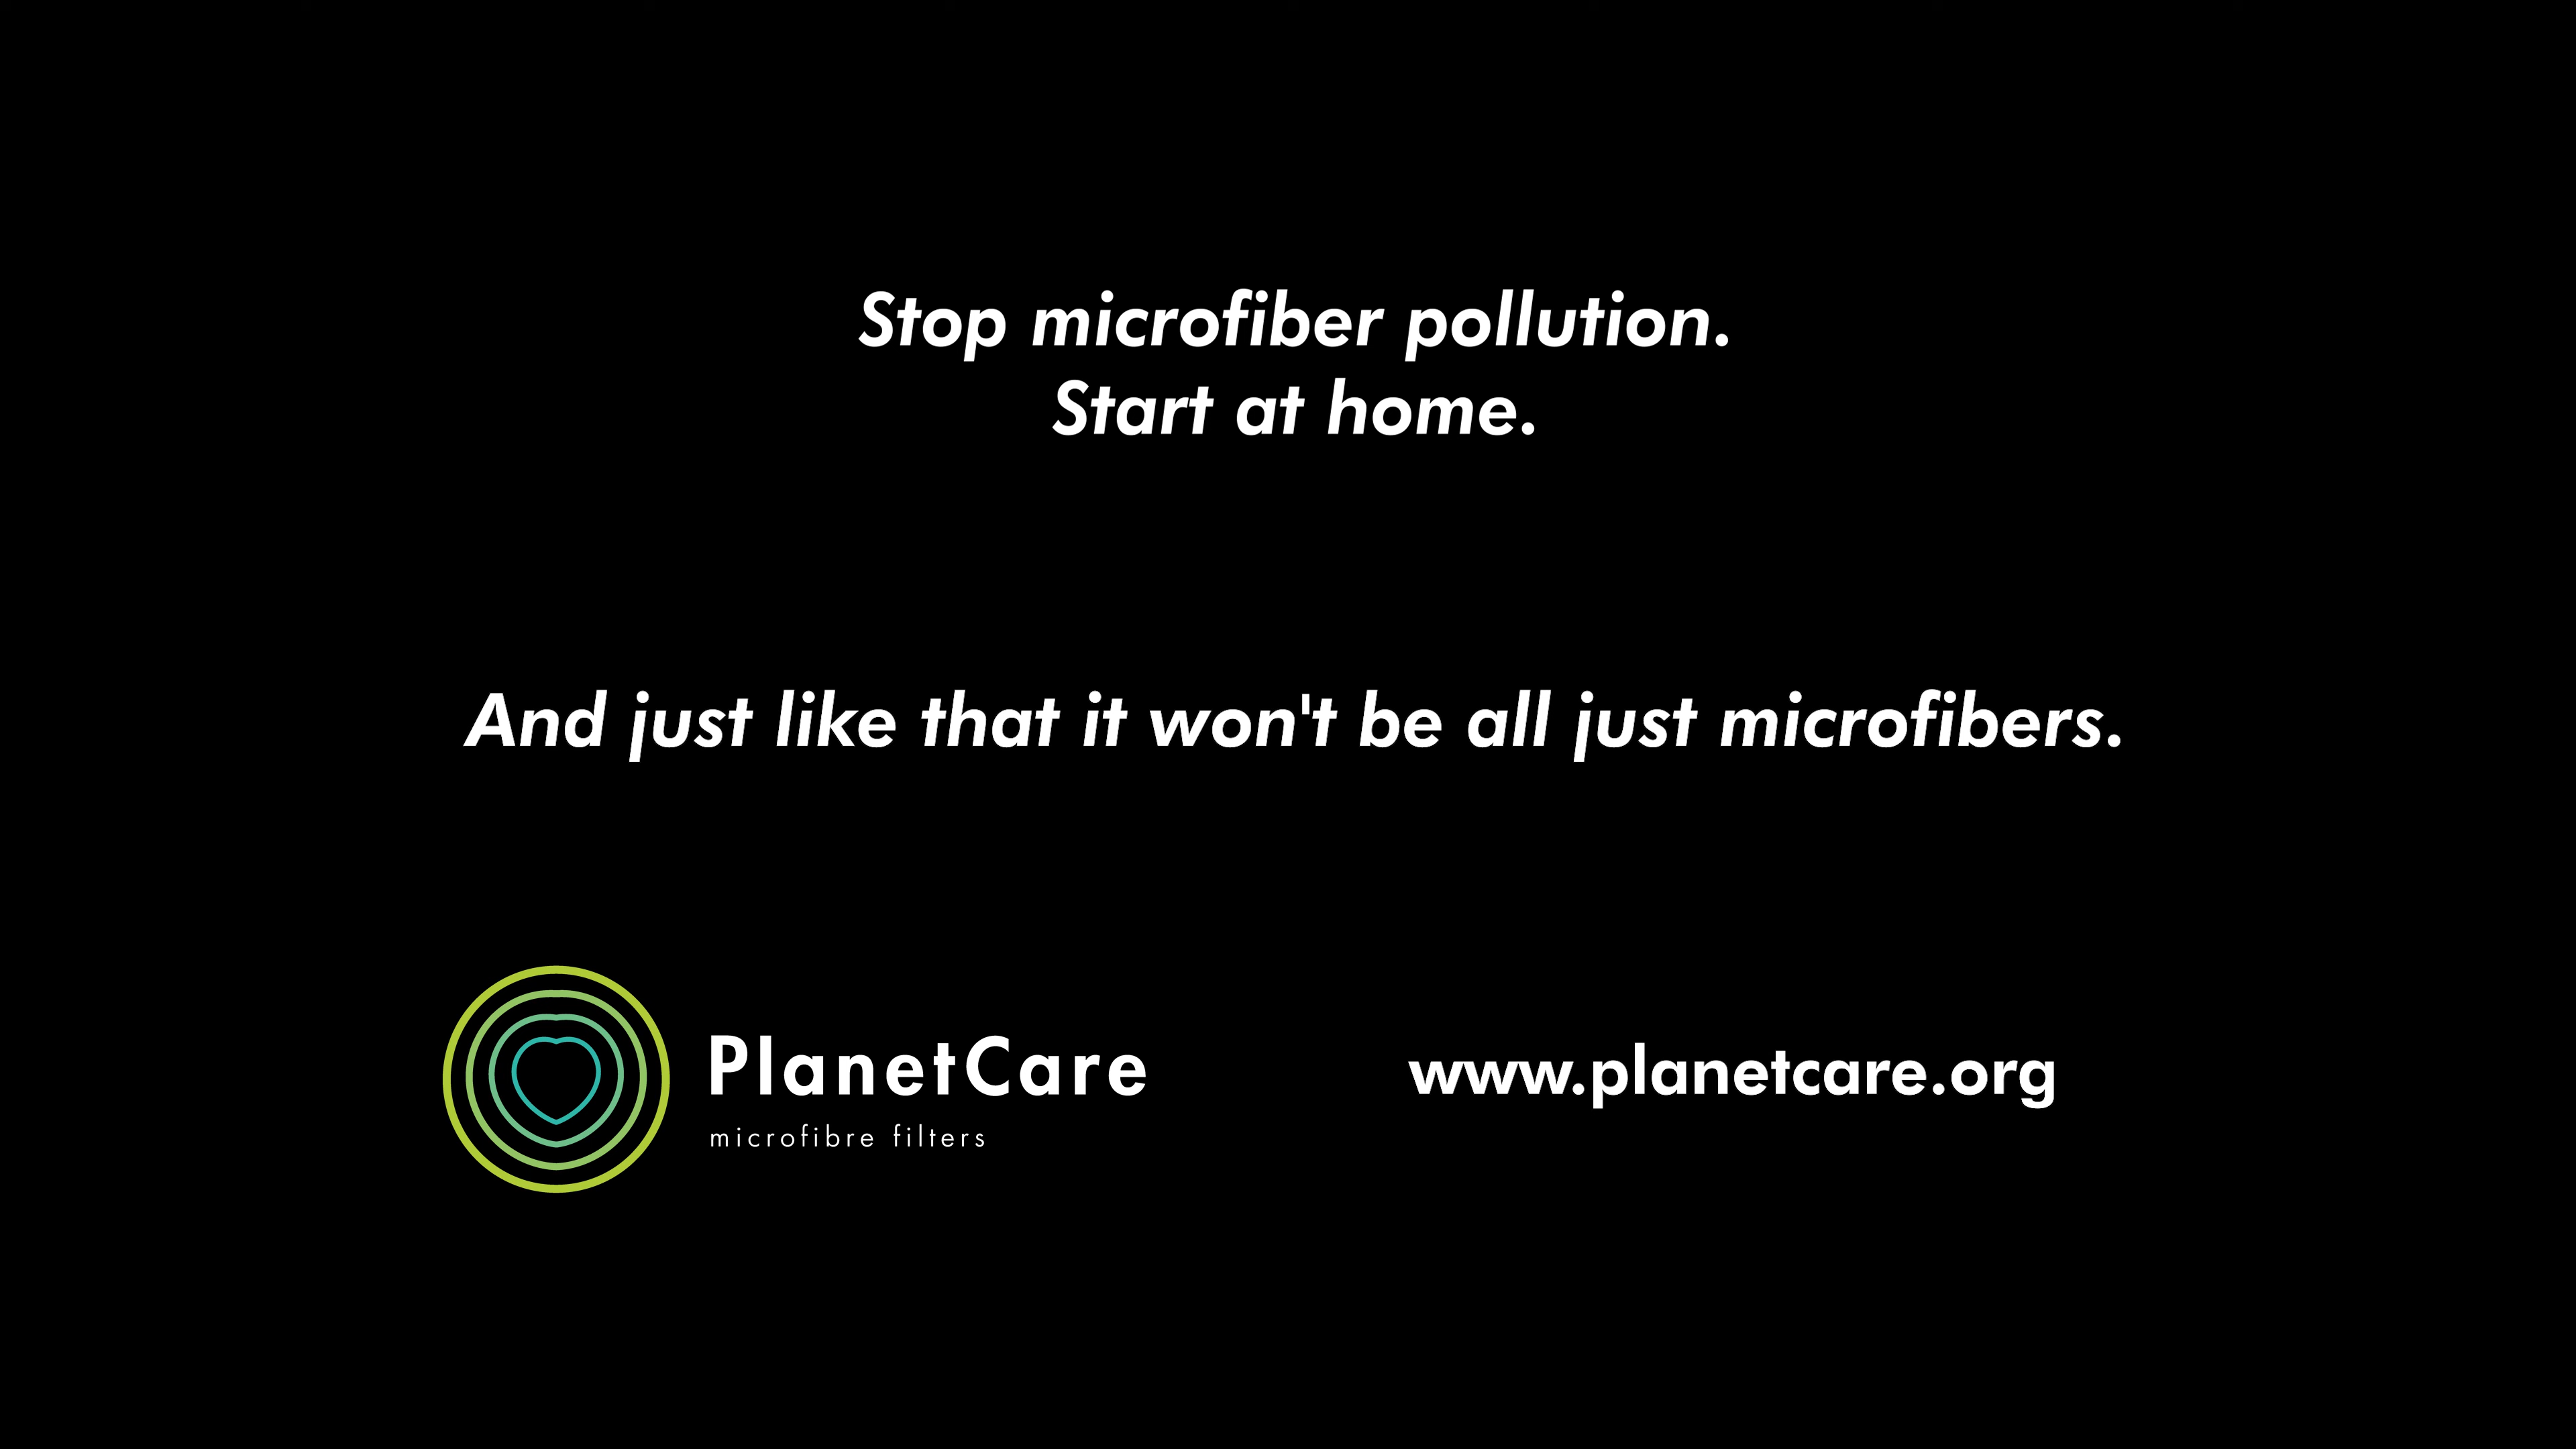 Stop microfiber pollution.
Start at home.
And just like that it won't be all just microfibers.
PlanetCare
microfibre filters
www.planetcare.org